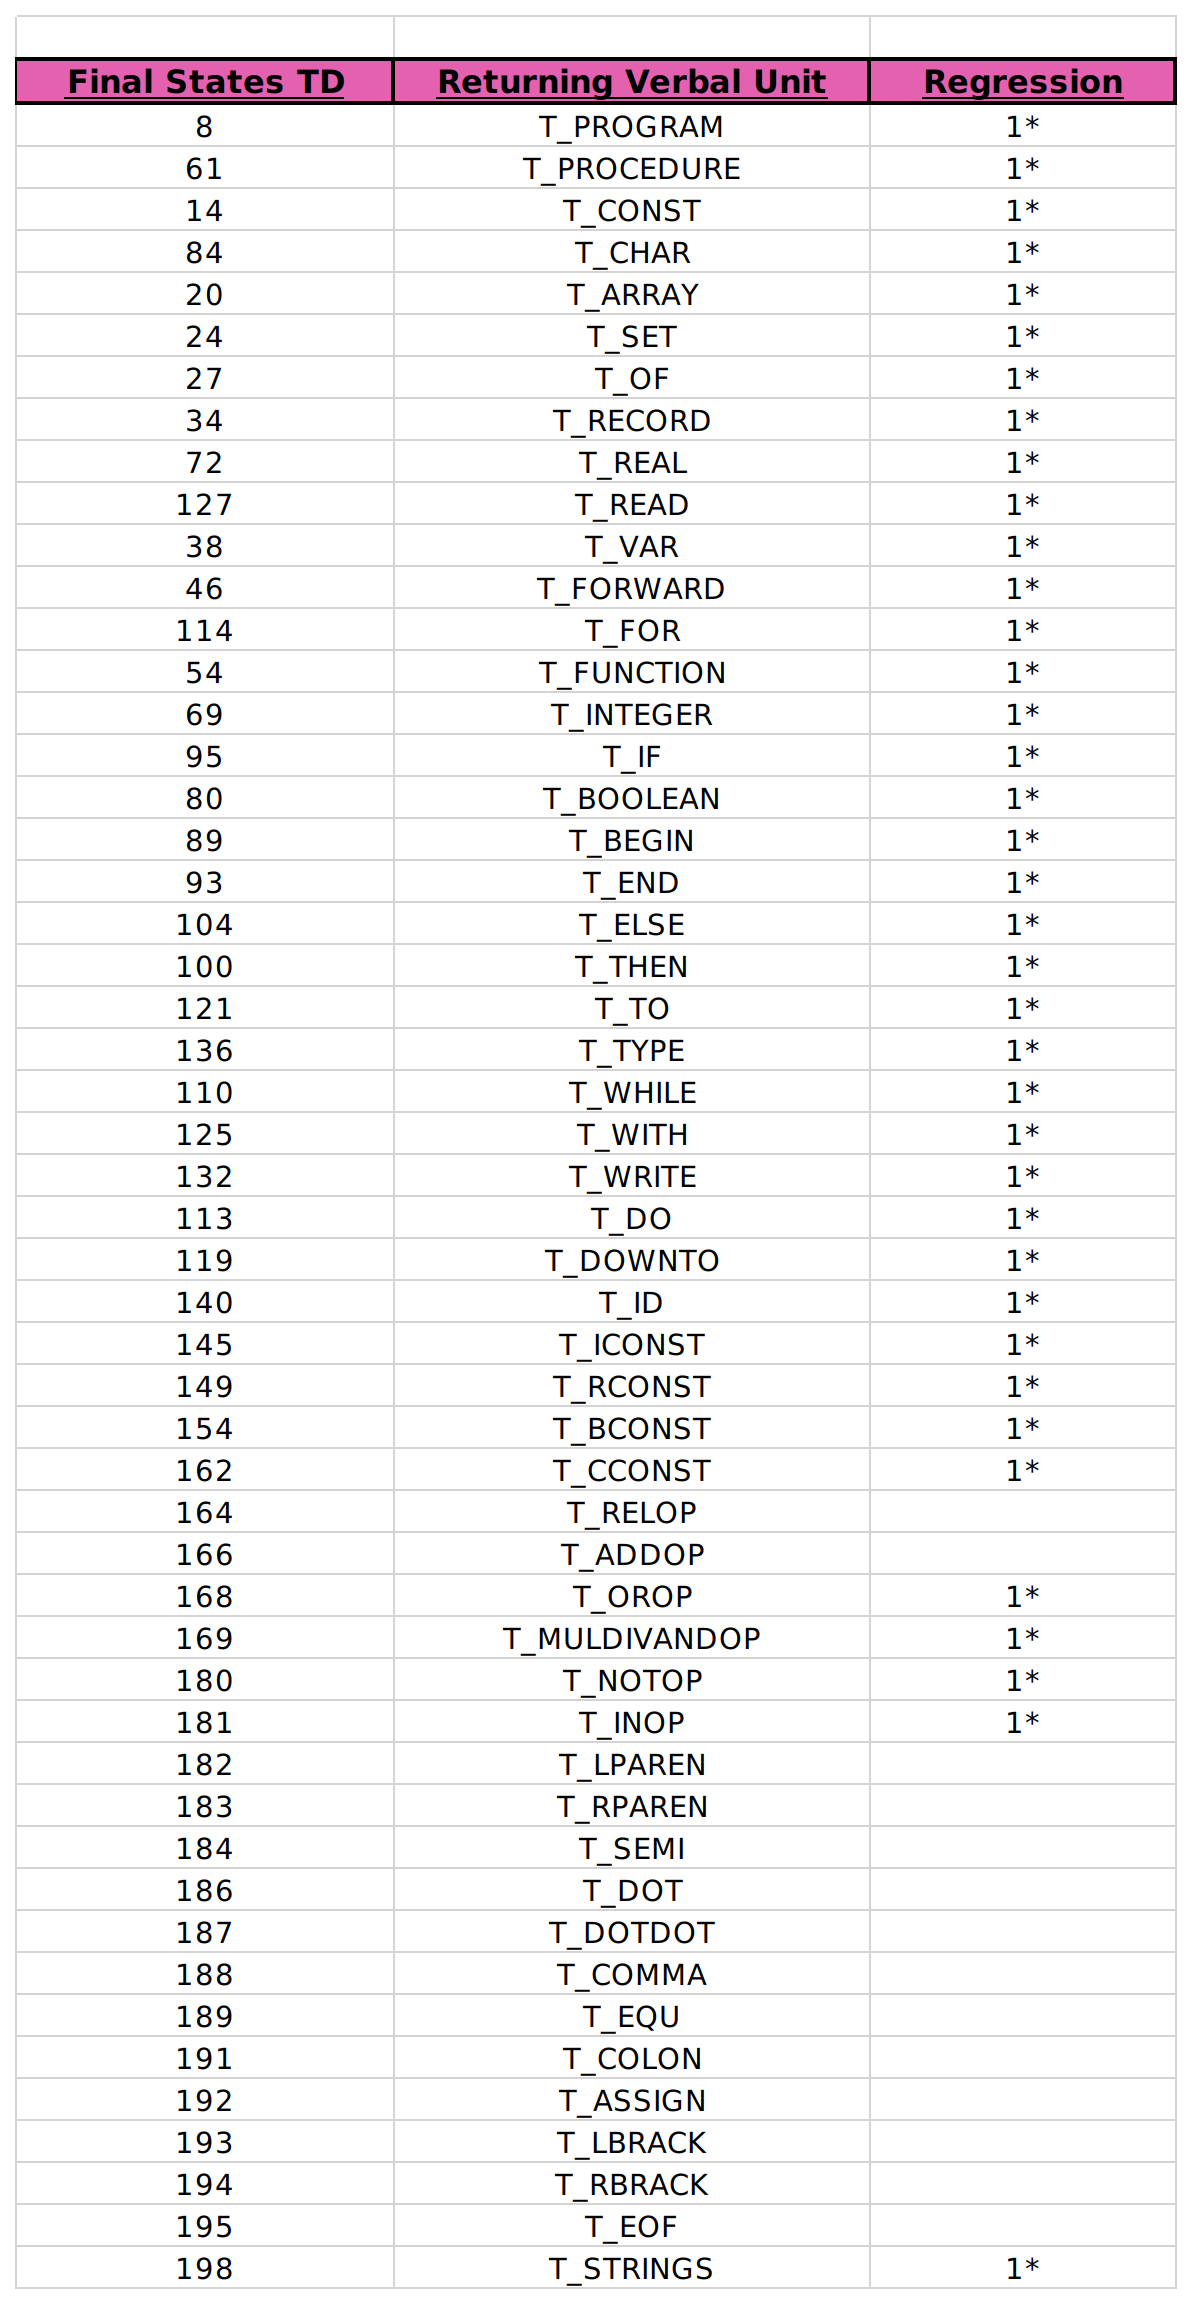 Final States TD Returning Verbal Unit Regression
8 T_PROGRAM 1*
61 T_PROCEDURE 1*
14 T_CONST 1*
84 T_CHAR 1*
20 T_ARRAY 1*
24 T_SET 1*
27 T_OF 1*
34 T_RECORD 1*
72 T_REAL 1*
127 T_READ 1*
38 T_VAR 1*
46 T_FORWARD 1*
114 T_FOR 1*
54 T_FUNCTION 1*
69 T_INTEGER 1*
95 T_IF 1*
80 T_BOOLEAN 1*
89 T_BEGIN 1*
93 T_END 1*
104 T_ELSE 1*
100 T_THEN 1*
121 T_TO 1*
136 T_TYPE 1*
110 T_WHILE 1*
125 T_WITH 1*
132 T_WRITE 1*
113 T_DO 1*
119 T_DOWNTO 1*
140 T_ID 1*
145 T_ICONST 1*
149 T_RCONST 1*
154 T_BCONST 1*
162 T_CCONST 1*
164 T_RELOP
166 T_ADDOP
168 T_OROP 1*
169 T_MULDIVANDOP 1*
180 T_NOTOP 1*
181 T_INOP 1*
182 T_LPAREN
183 T_RPAREN
184 T_SEMI
186 T_DOT
187 T_DOTDOT
188 T_COMMA
189 T_EQU
191 T_COLON
192 T_ASSIGN
193 T_LBRACK
194 T_RBRACK
195 T_EOF
198 T_STRINGS 1*